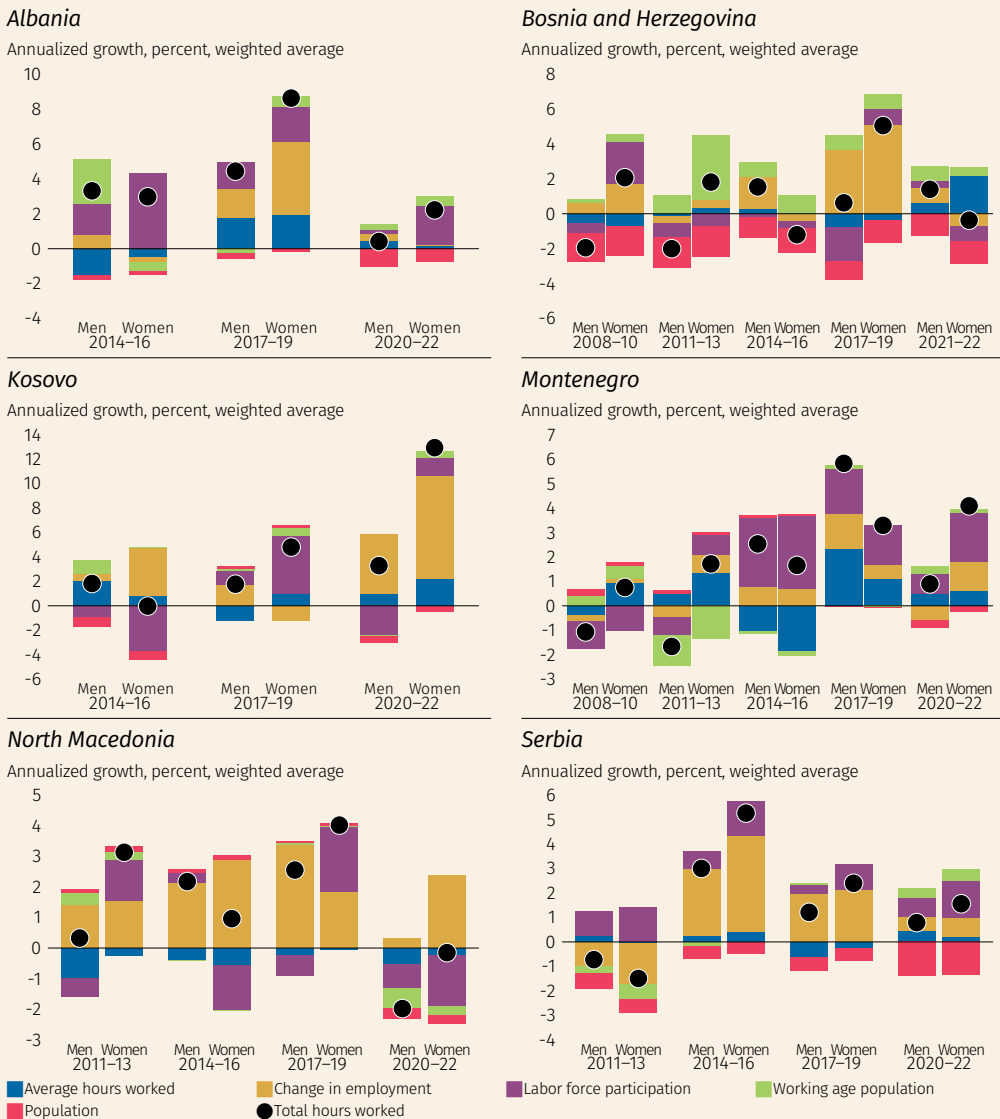 Albania
Annualized growth, percent, weighted average
10
8
6
4
2
0
-2
-4
Men Women Men Women Men Women
2014–16 2017–19 2020–22
Bosnia and Herzegovina
Annualized growth, percent, weighted average
8
6
4
2
0
-2
-4
-6
Men Women Men Women Men Women Men Women Men Women
2008–10 2011–13 2014–16 2017–19 2021–22
Kosovo
Annualized growth, percent, weighted average
14
12
10
8
6
4
2
0
-2
-4
-6
Men Women Men Women Men Women
2014–16 2017–19 2020–22
Montenegro
Annualized growth, percent, weighted average
7
6
5
4
3
2
1
0
-1
-2
-3
Men Women Men Women Men Women Men Women Men Women
2008–10 2011–13 2014–16 2017–19 2020–22
North Macedonia
Annualized growth, percent, weighted average
5
4
3
2
1
0
-1
-2
-3
Men Women Men Women Men Women Men Women
2011–13 2014–16 2017–19 2020–22
Serbia
Annualized growth, percent, weighted average
6
5
4
3
2
1
0
-1
-2
-3
-4
Men Women Men Women Men Women Men Women
2011–13 2014–16 2017–19 2020–22
Average hours worked Change in employment Labor force participation Working age population
Population Total hours worked